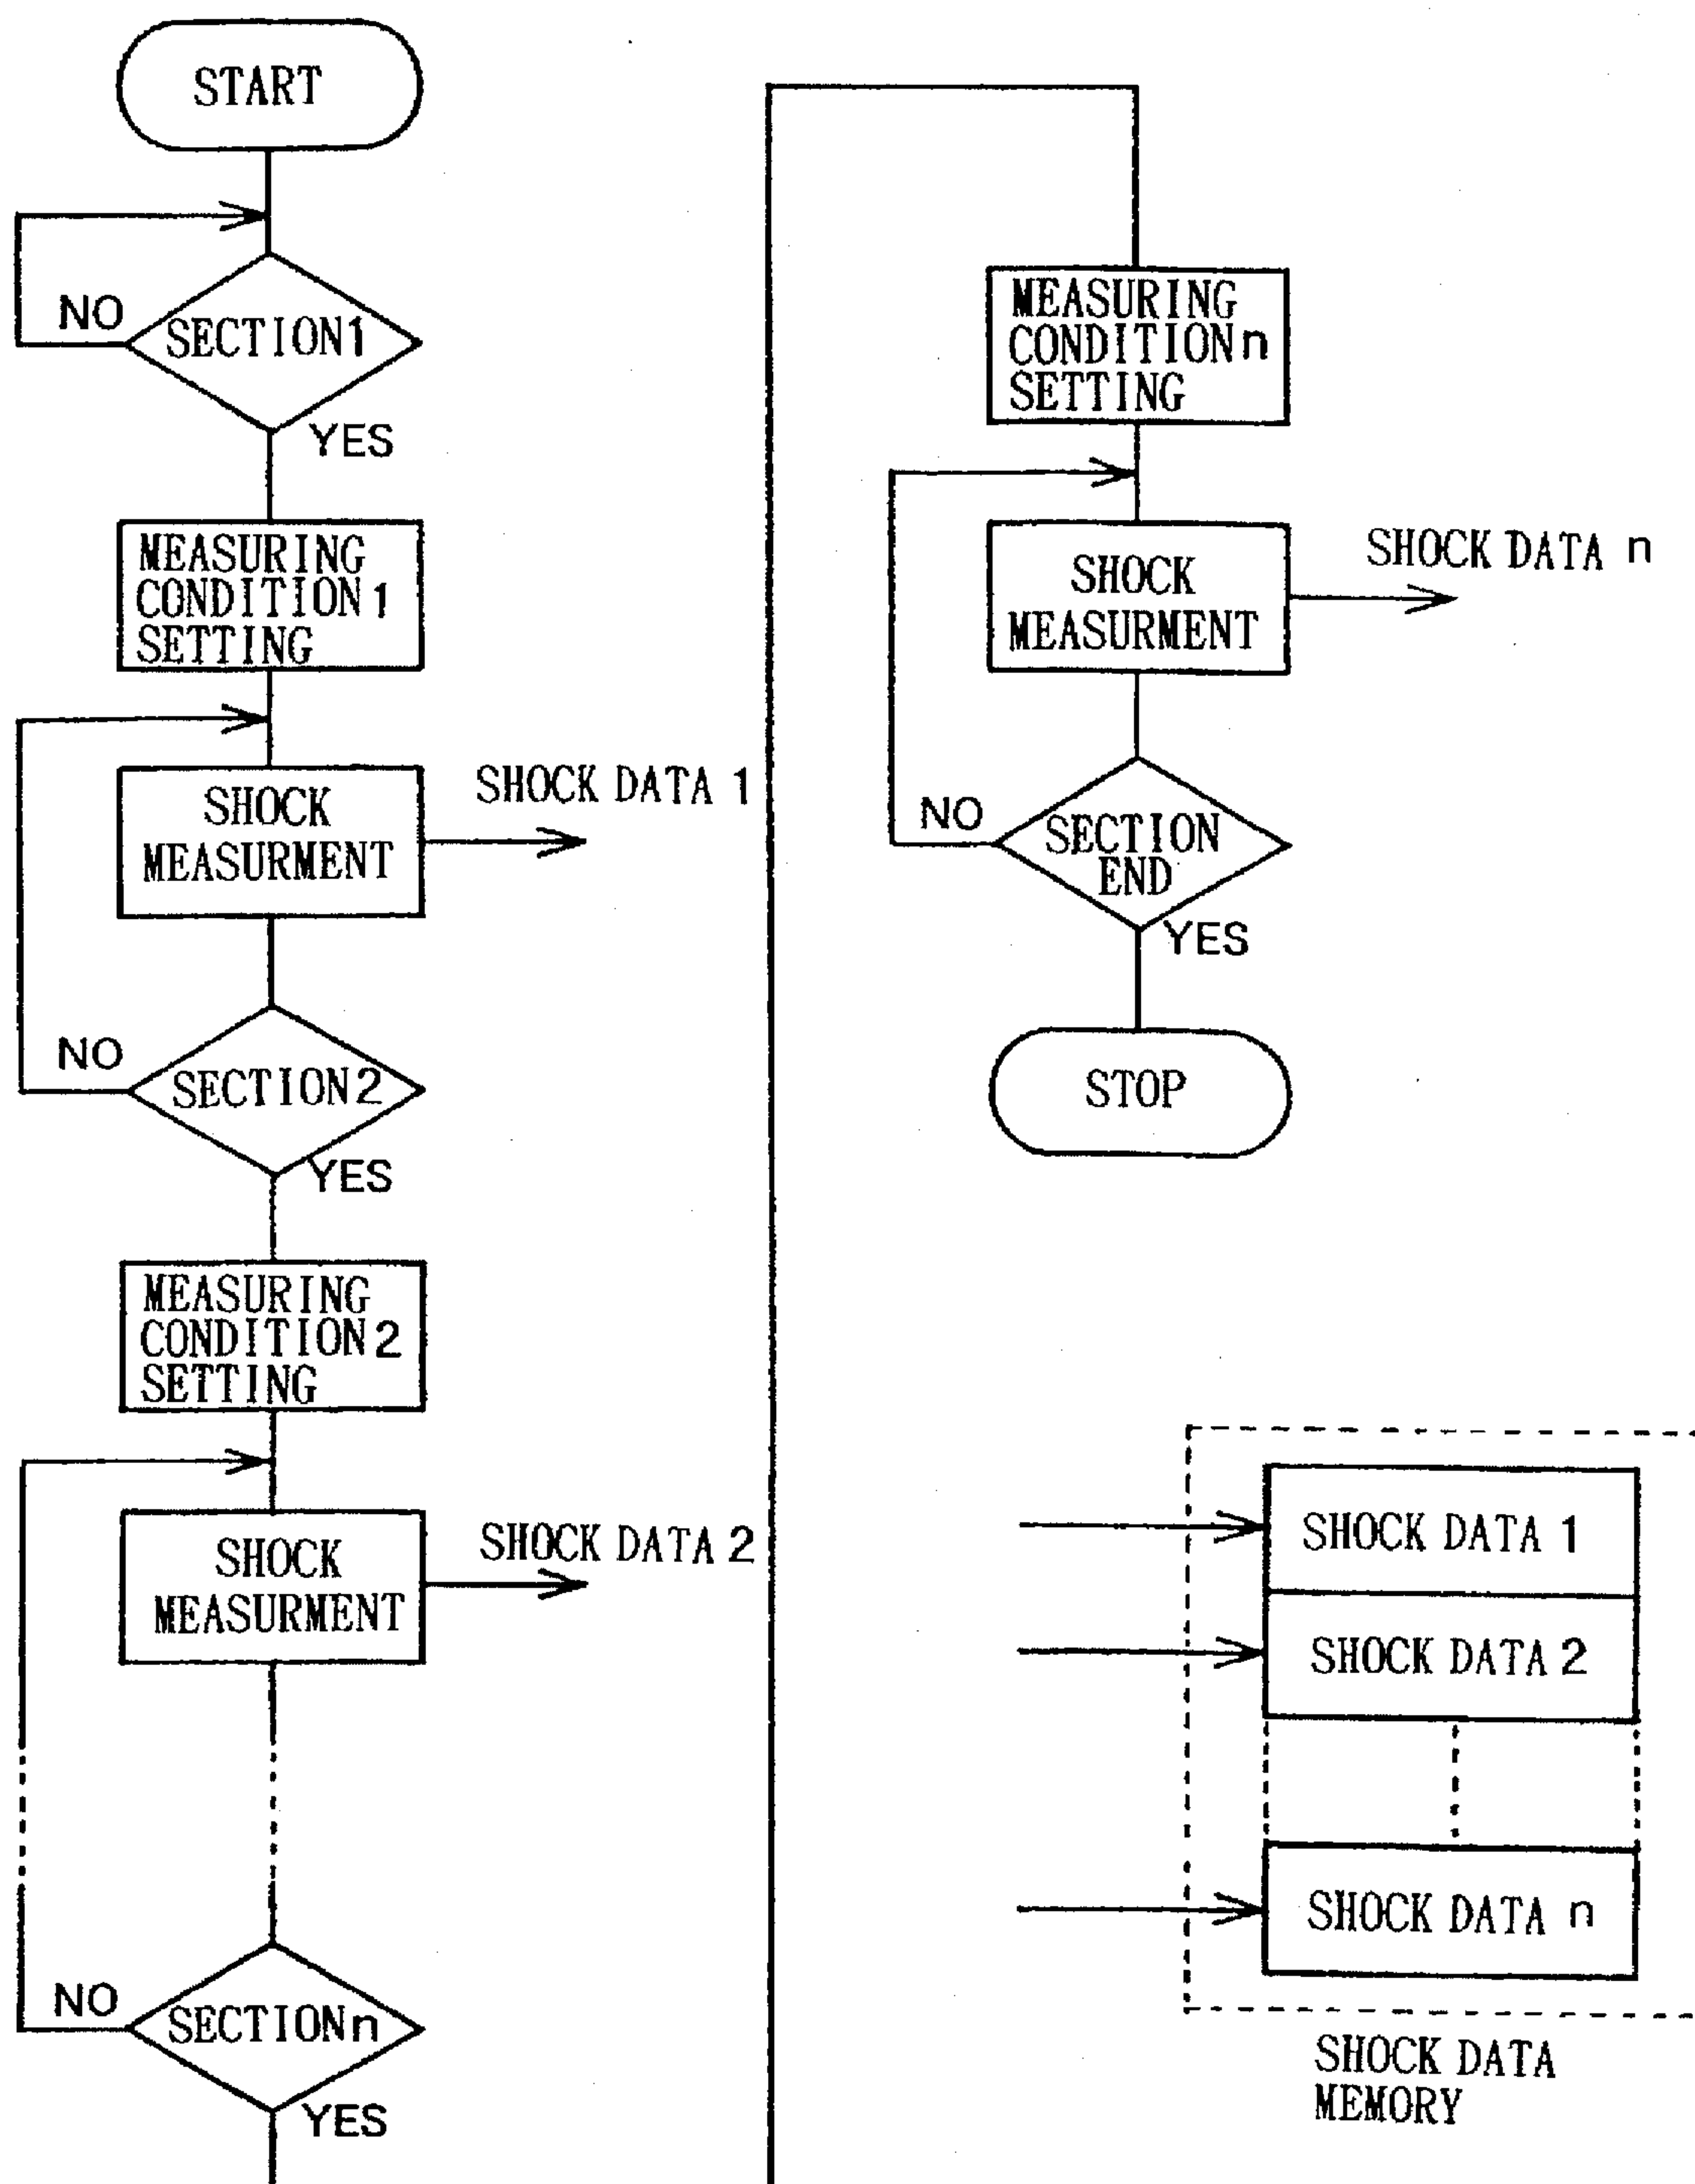 START
NO
SECTION1
YES
MEASURING
CONDITION1
SETTING
SHOCK
MEASURMENT
SHOCK DATA 1
NO
SECTION2
YES
MEASURING
CONDITION2
SETTING
SHOCK
MEASURMENT
SHOCK DATA 2
NO
SECTIONn
YES
MEASURING
CONDITIONn
SETTING
SHOCK
MEASURMENT
SHOCK DATA n
NO
SECTION
END
YES
STOP
SHOCK DATA 1
SHOCK DATA 2
SHOCK DATA n
SHOCK DATA
MEMORY